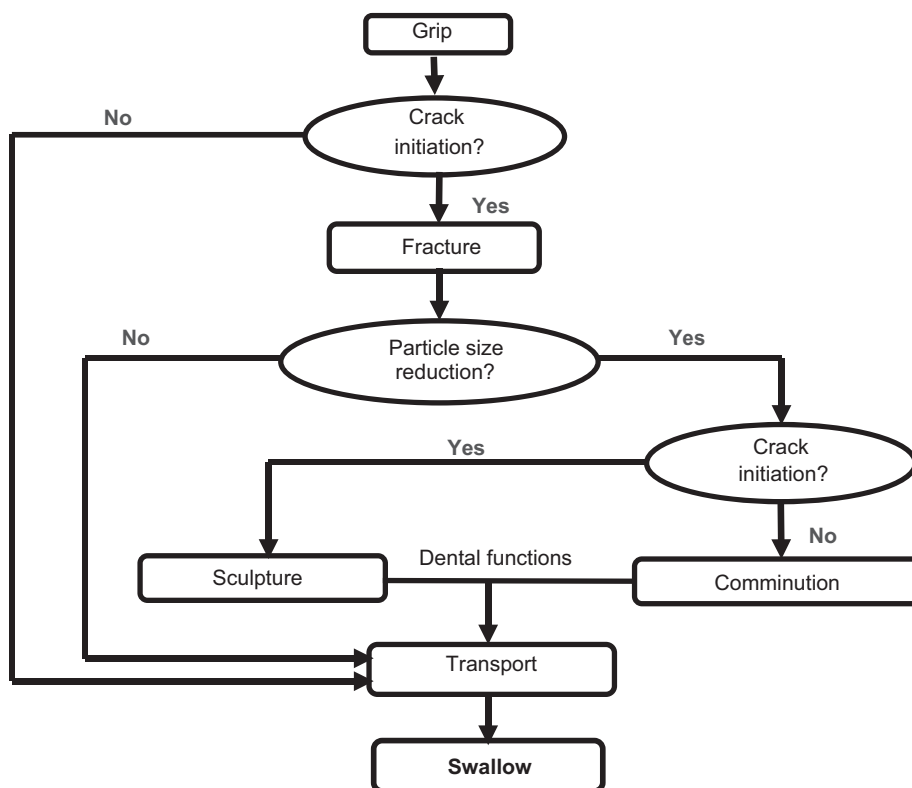 Grip
No
Crack
initiation?
Yes
Fracture
No
Particle size
reduction?
Yes
Yes
Crack
initiation?
No
Dental functions
Sculpture
Comminution
Transport
Swallow